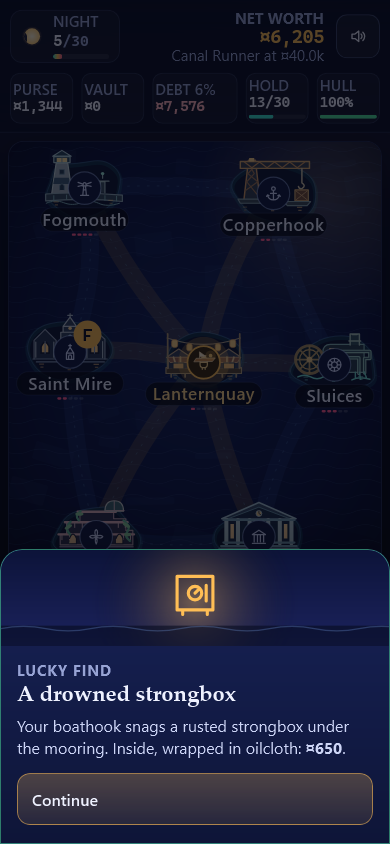 NIGHT
5/30
NET WORTH
¤6,205
Canal Runner at ¤40.0k
PURSE
¤1,344
VAULT
¤0
DEBT 6%
¤7,576
HOLD
13/30
HULL
100%
Fogmouth
Copperhook
F
Saint Mire
Lanternquay
Sluices
LUCKY FIND
A drowned strongbox
Your boathook snags a rusted strongbox under
the mooring. Inside, wrapped in oilcloth: ¤650.
Continue